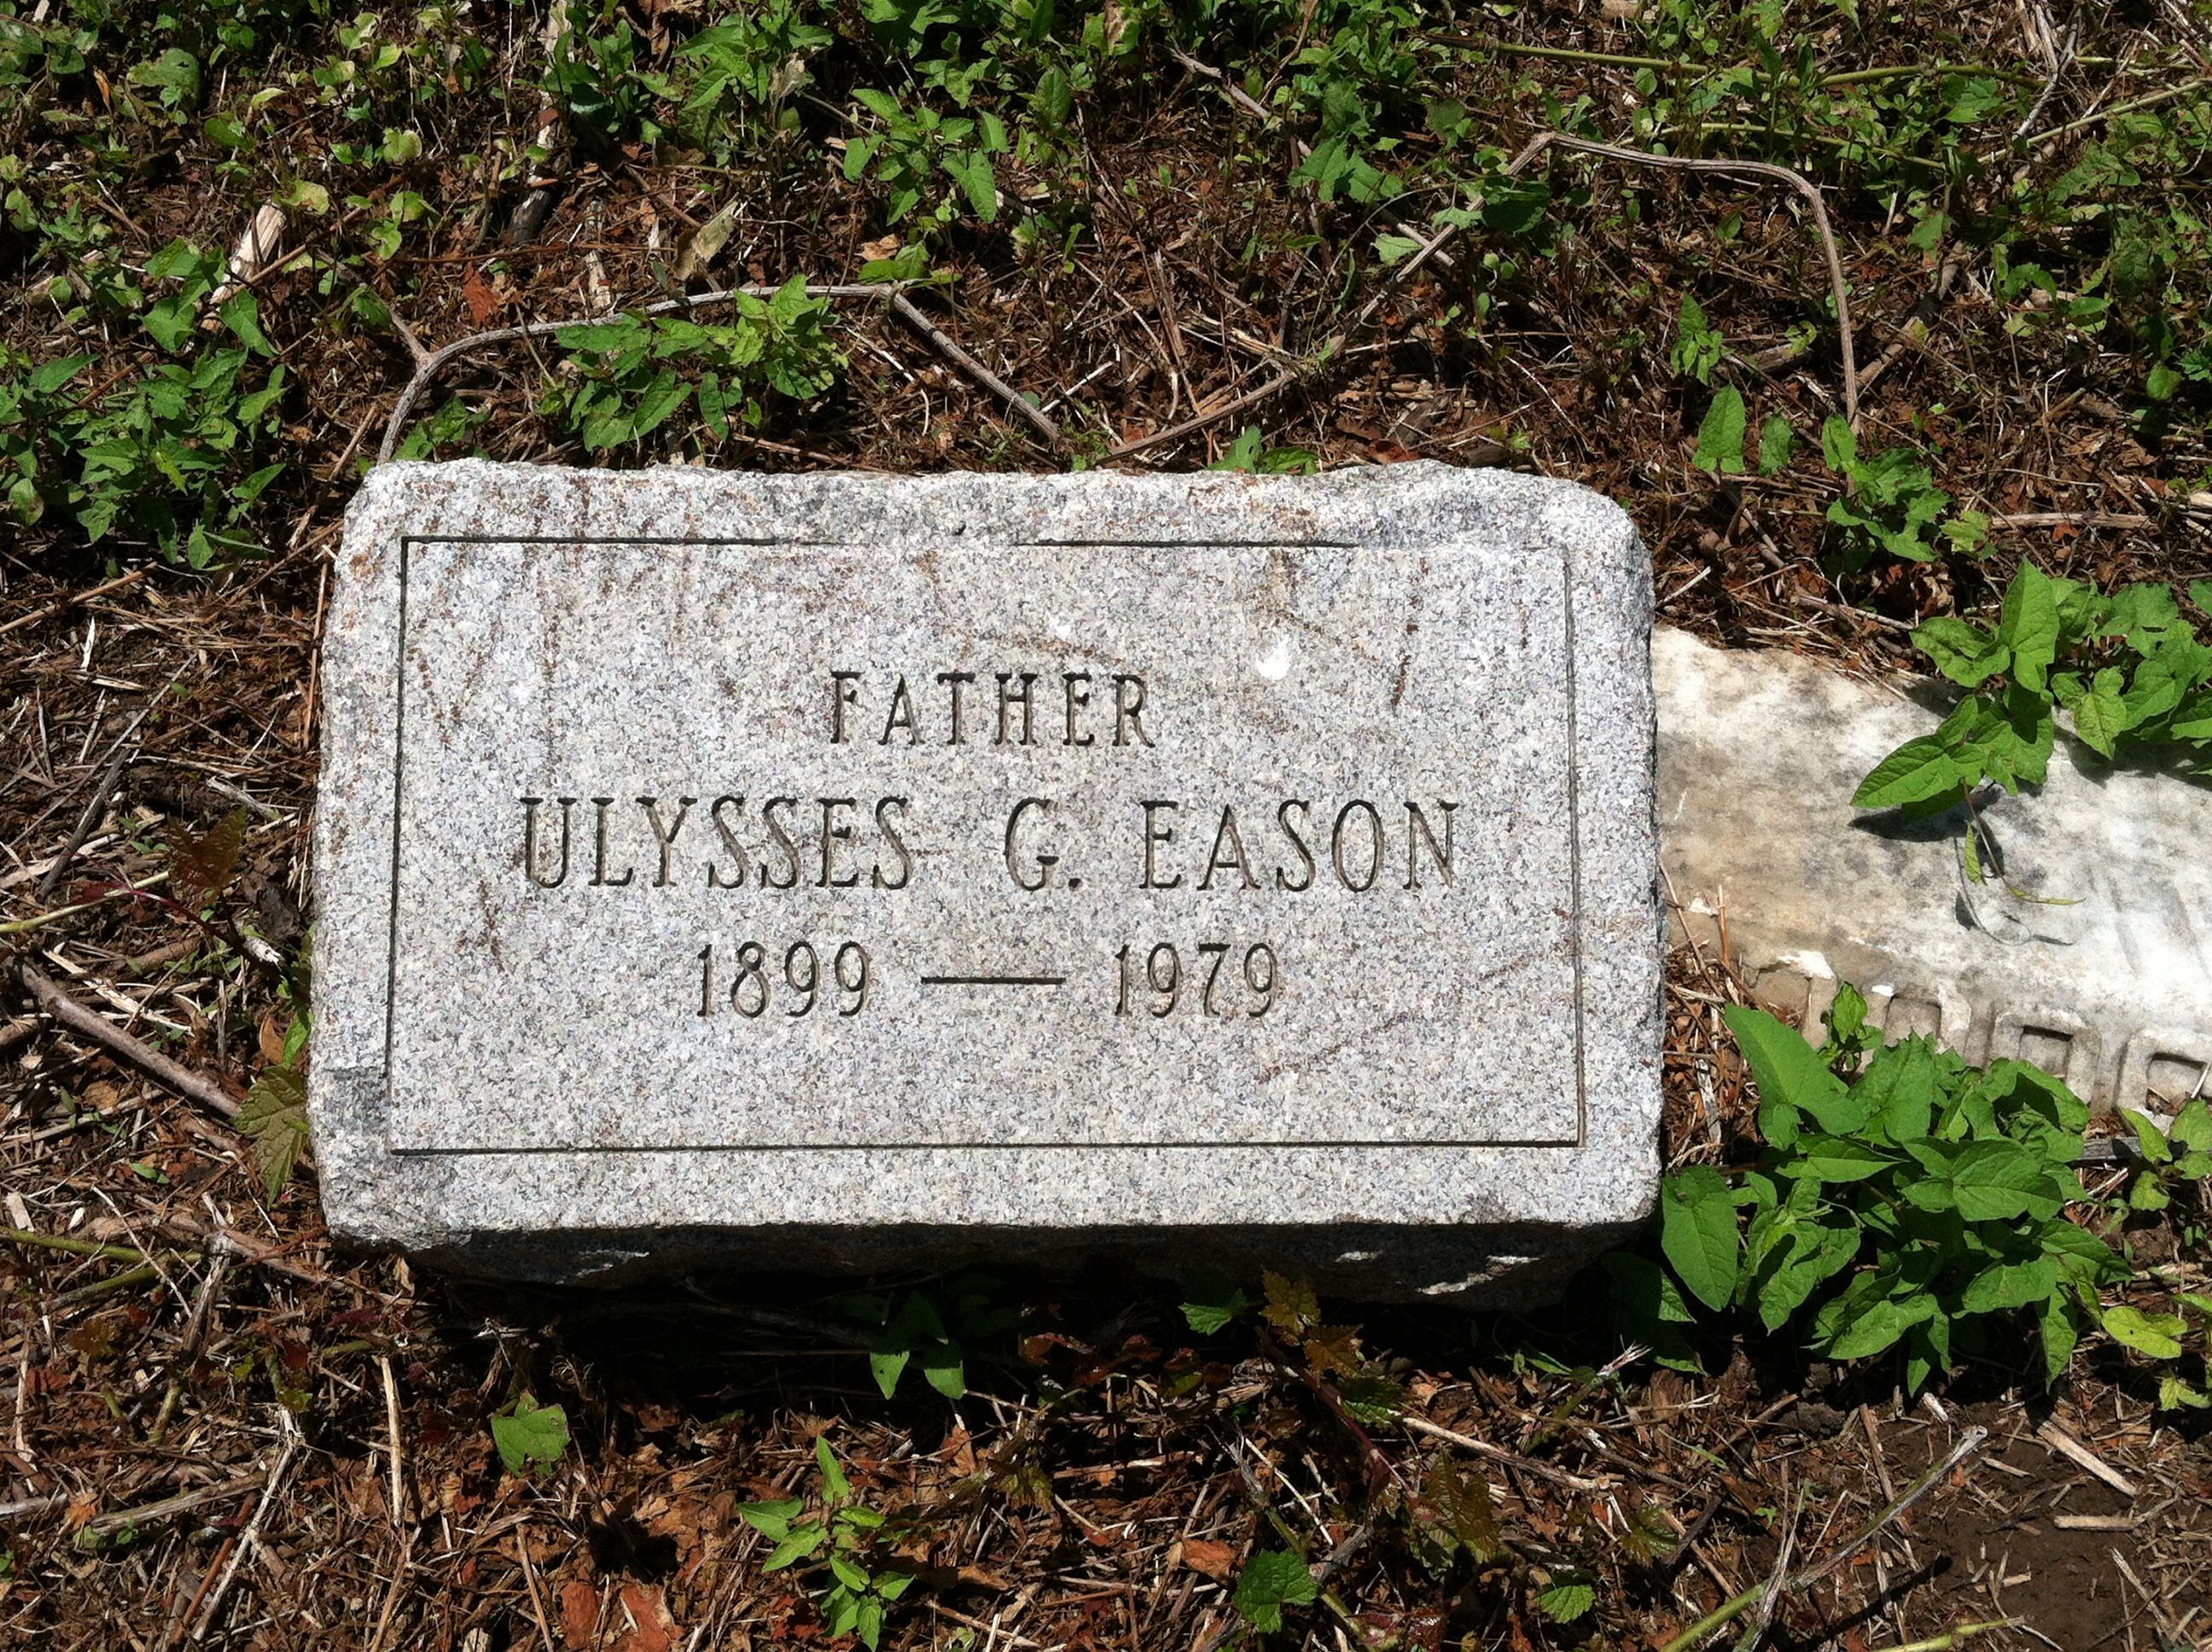 FATHER
ULYSSES G. EASON
1899 — 1979